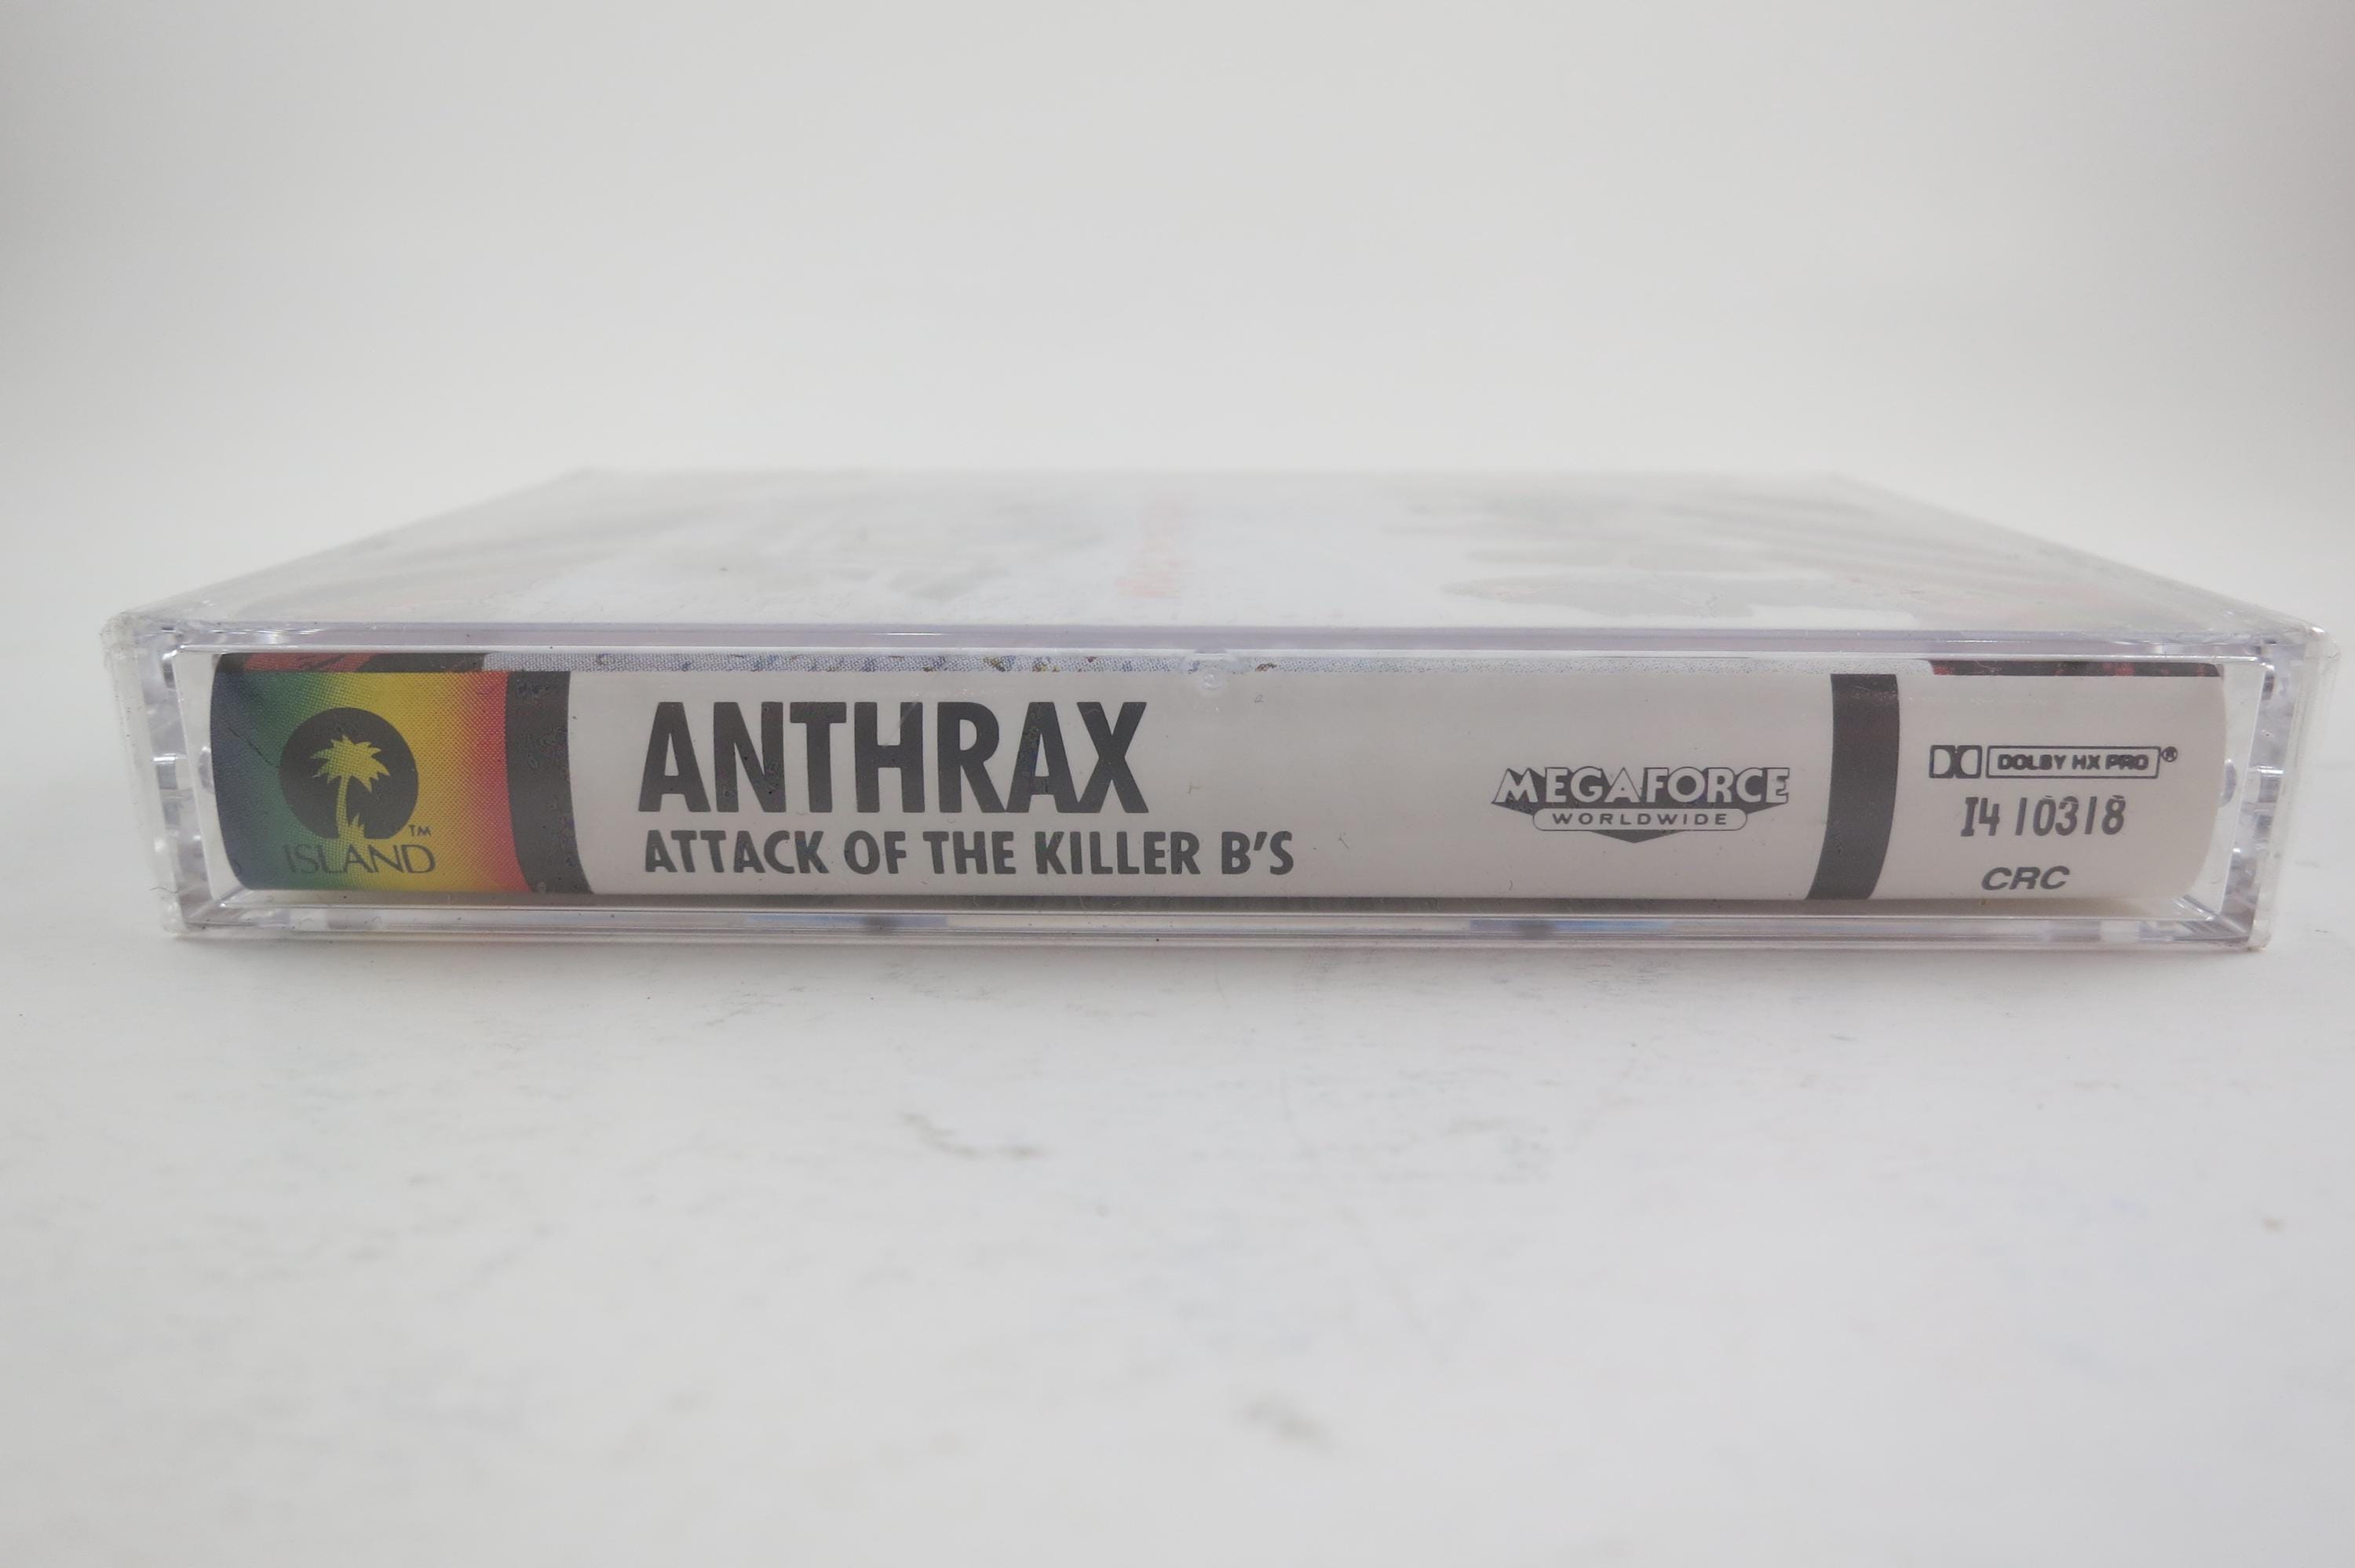 ™
ISLAND
ANTHRAX
ATTACK OF THE KILLER B'S
MEGAFORCE
WORLDWIDE
DOLBY HX PRO®
I4 10318
CRC